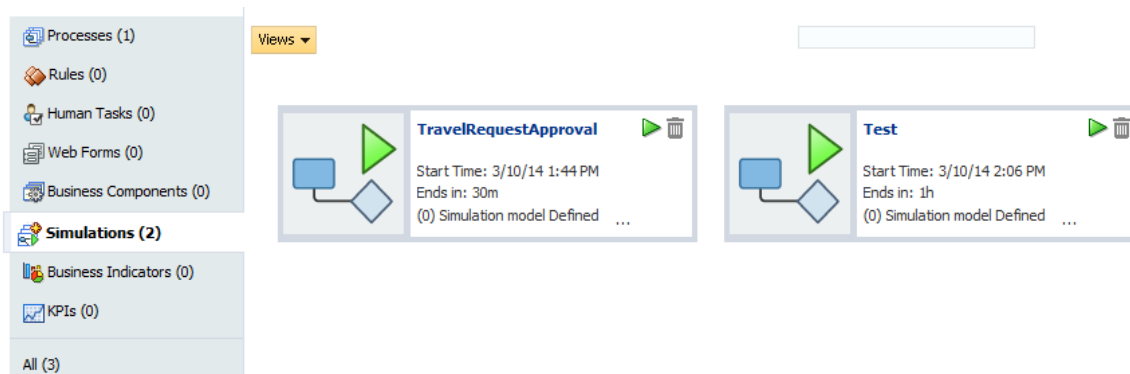 Processes (1)
Rules (0)
Human Tasks (0)
Web Forms (0)
Business Components (0)
Simulations (2)
Business Indicators (0)
KPIs (0)
All (3)
Views
TravelRequestApproval
Start Time: 3/10/14 1:44 PM
Ends in: 30m
(0) Simulation model Defined ...
Test
Start Time: 3/10/14 2:06 PM
Ends in: 1h
(0) Simulation model Defined ...